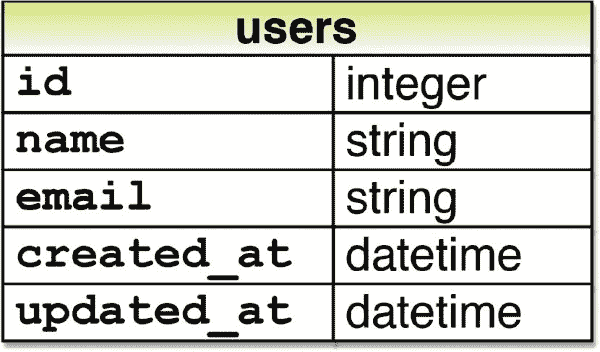 users
id integer
name string
email string
created_at datetime
updated_at datetime